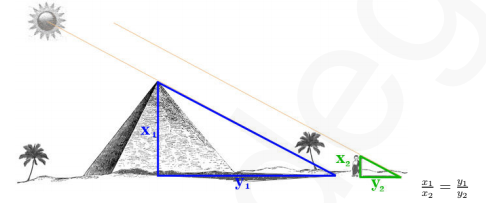 x₁
x₂
y₁
y₂
x₁/x₂ = y₁/y₂